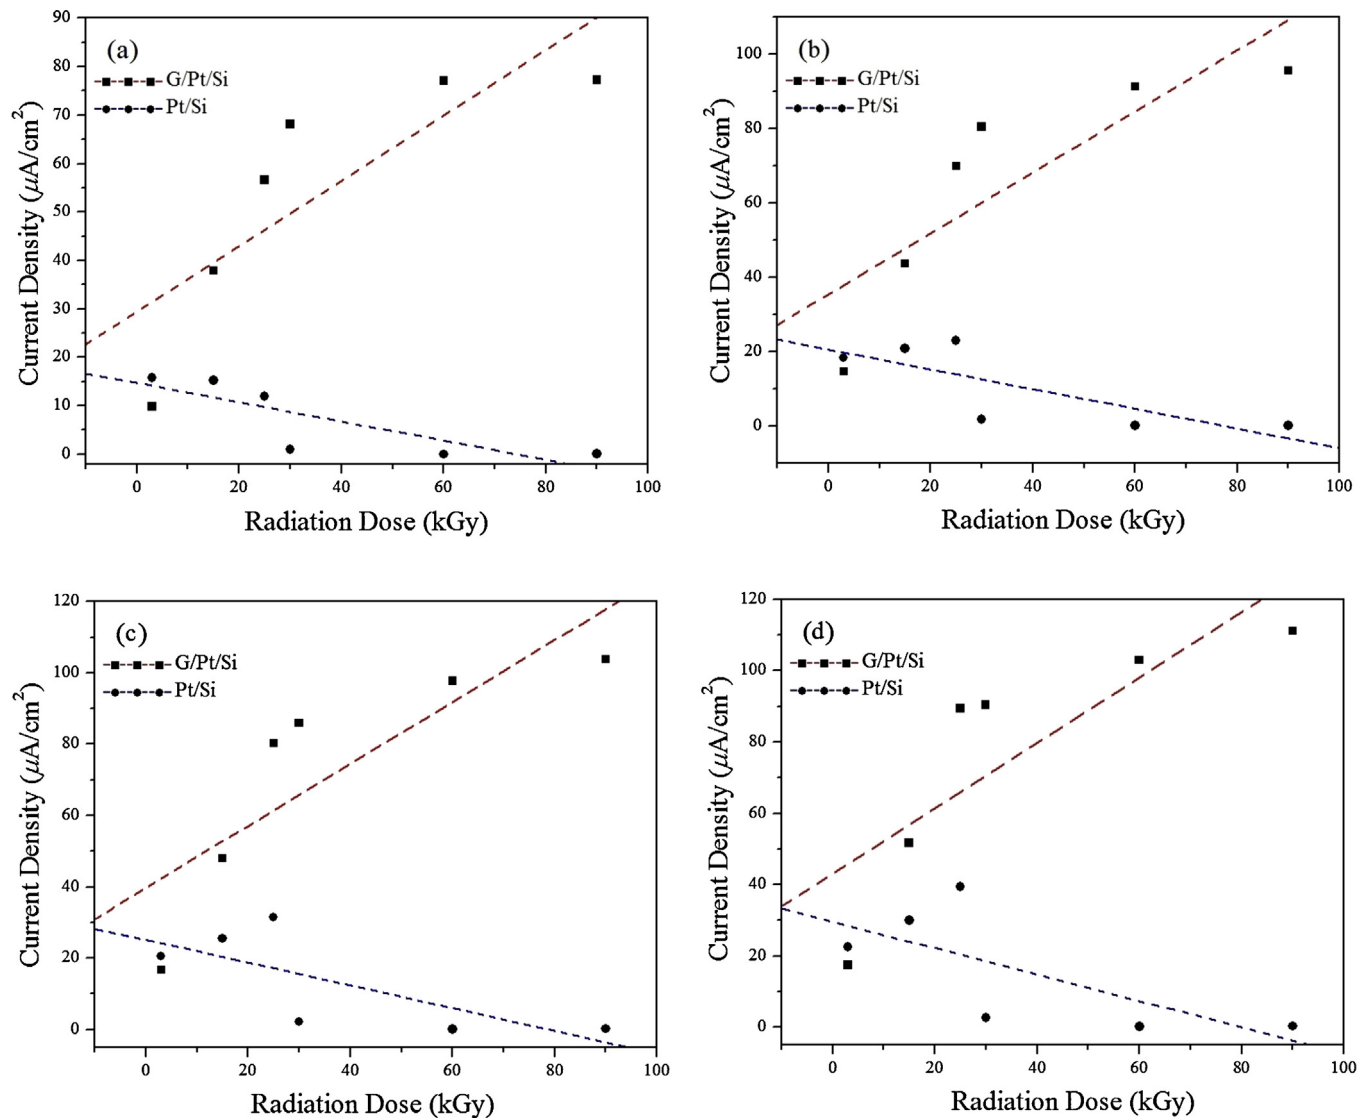 (a)
G/Pt/Si
Pt/Si
Current Density (μA/cm²)
90
80
70
60
50
40
30
20
10
0
0 20 40 60 80 100
Radiation Dose (kGy)
(b)
G/Pt/Si
Pt/Si
Current Density (μA/cm²)
100
80
60
40
20
0
0 20 40 60 80 100
Radiation Dose (kGy)
(c)
G/Pt/Si
Pt/Si
Current Density (μA/cm²)
120
100
80
60
40
20
0
0 20 40 60 80 100
Radiation Dose (kGy)
(d)
G/Pt/Si
Pt/Si
Current Density (μA/cm²)
120
100
80
60
40
20
0
0 20 40 60 80 100
Radiation Dose (kGy)